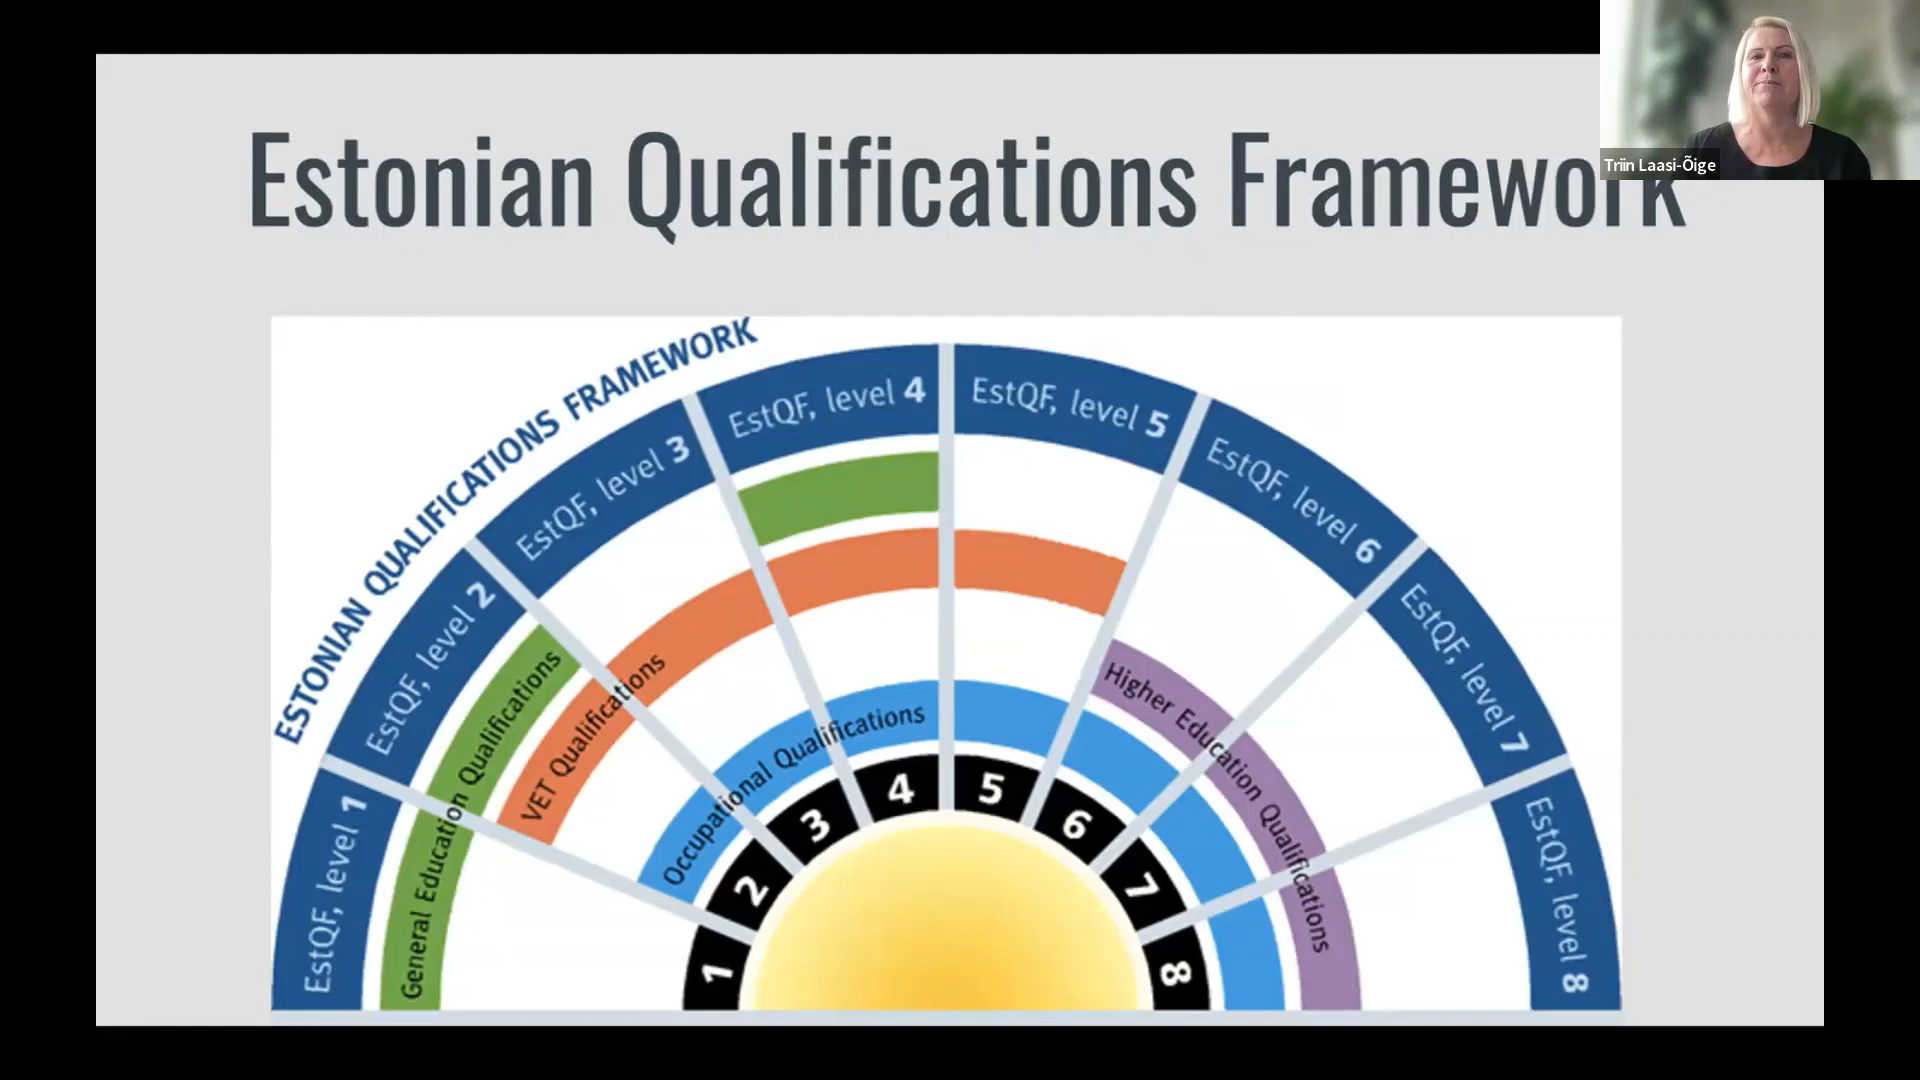 Estonian Qualifications Framework
Triin Laasi-Õige
ESTONIAN QUALIFICATIONS FRAMEWORK
EstQF, level 1
EstQF, level 2
EstQF, level 3
EstQF, level 4
EstQF, level 5
EstQF, level 6
EstQF, level 7
EstQF, level 8
General Education Qualifications
VET Qualifications
Occupational Qualifications
Higher Education Qualifications
1
2
3
4
5
6
7
8